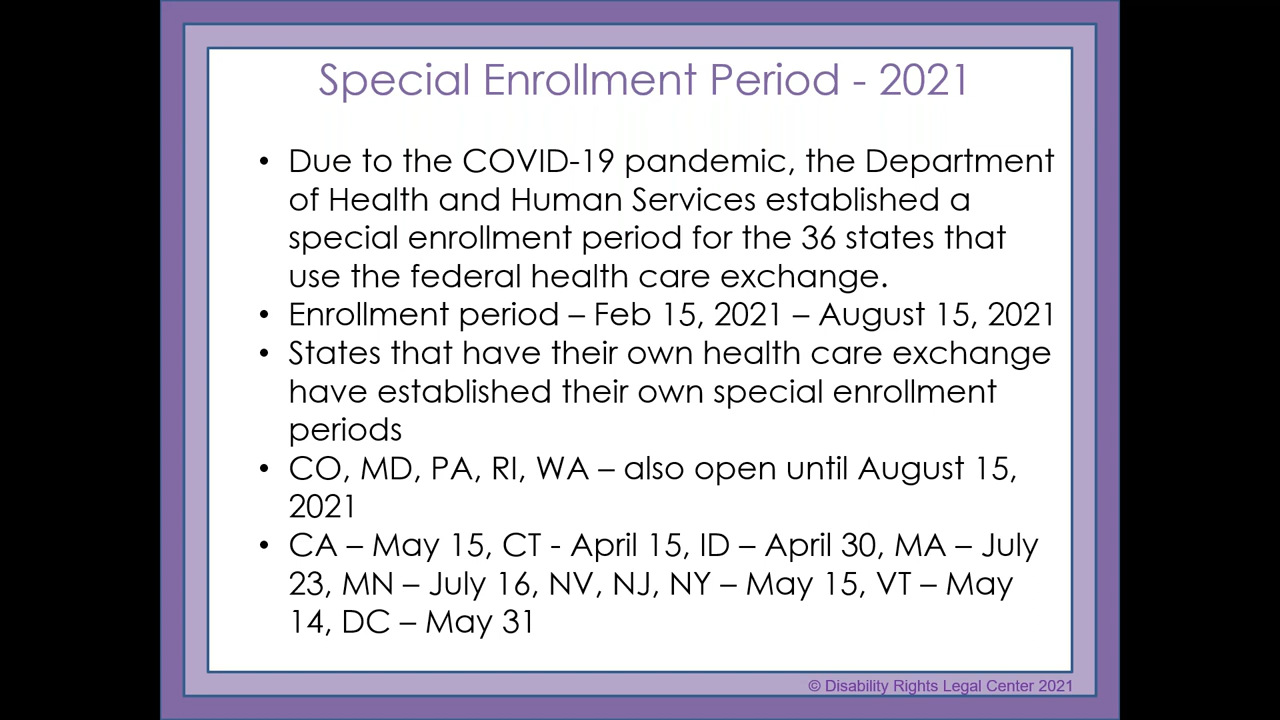 Special Enrollment Period - 2021
• Due to the COVID-19 pandemic, the Department
of Health and Human Services established a
special enrollment period for the 36 states that
use the federal health care exchange.
• Enrollment period – Feb 15, 2021 – August 15, 2021
• States that have their own health care exchange
have established their own special enrollment
periods
• CO, MD, PA, RI, WA – also open until August 15,
2021
• CA – May 15, CT - April 15, ID – April 30, MA – July
23, MN – July 16, NV, NJ, NY – May 15, VT – May
14, DC – May 31
© Disability Rights Legal Center 2021